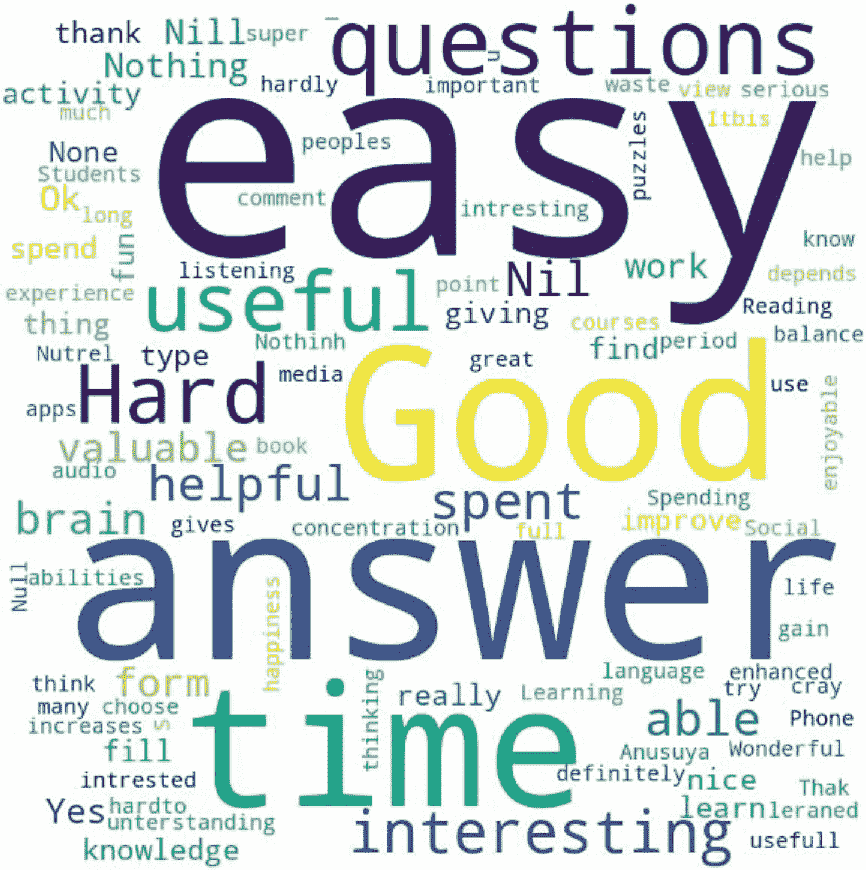 thank Nill super questions
Nothing
hardly important waste view serious
activity
much
easy
Itbis
None
peoples
puzzles
help
Students
Ok
long
comment
intresting
spend
fun
listening
know
experience
useful
point
Nil
work
depends
thing
giving
Reading
Nothinh
courses
find
period
balance
Nutrel
type
Hard
media
Good
great
use
apps
enjoyable
valuable
book
audio
helpful
spent
Spending
brain
gives
concentration
full
improve
Social
answer
Null
abilities
life
happiness
gain
think
form
language
enhanced
many
choose
time
thinking
really
Learning
try
cray
increases
s
able
Phone
fill
Anusuya
Wonderful
intrested
definitely
nice
Thak
Yes
hardto
interesting
learn
leraned
unterstanding
usefull
knowledge
n